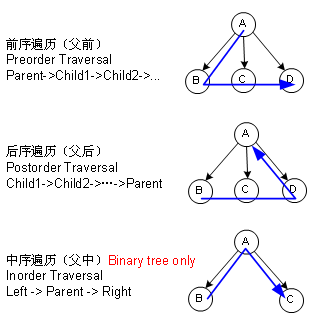 前序遍历（父前）
Preorder Traversal
Parent->Child1->Child2->...
A
B
C
D
后序遍历（父后）
Postorder Traversal
Child1->Child2->···->Parent
A
B
C
D
中序遍历（父中）Binary tree only
Inorder Traversal
Left -> Parent -> Right
A
B
C